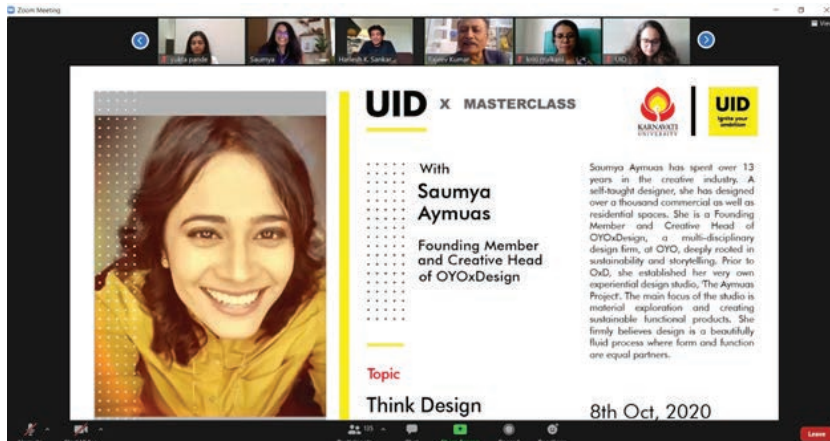 Zoom Meeting
yukta pande
Saumya
Haresh K. Sankar...
Rajeev Kumar
kriti mulkani
UID
UID X MASTERCLASS
KARNAVATI
UNIVERSITY
UID
Ignite your
ambition
With
Saumya
Aymuas
Founding Member
and Creative Head
of OYOxDesign
Saumya Aymuas has spent over 13
years in the creative industry. A
self-taught designer, she has designed
over a thousand commercial as well as
residential spaces. She is a Founding
Member and Creative Head of
OYOxDesign, a multi-disciplinary
design firm, at OYO, deeply rooted in
sustainability and storytelling. Prior to
OxD, she established her very own
experiential design studio, 'The Aymuas
Project'. The main focus of the studio is
material exploration and creating
sustainable functional products. She
firmly believes design is a beautifully
fluid process where form and function
are equal partners.
Topic
Think Design
8th Oct, 2020
Leave